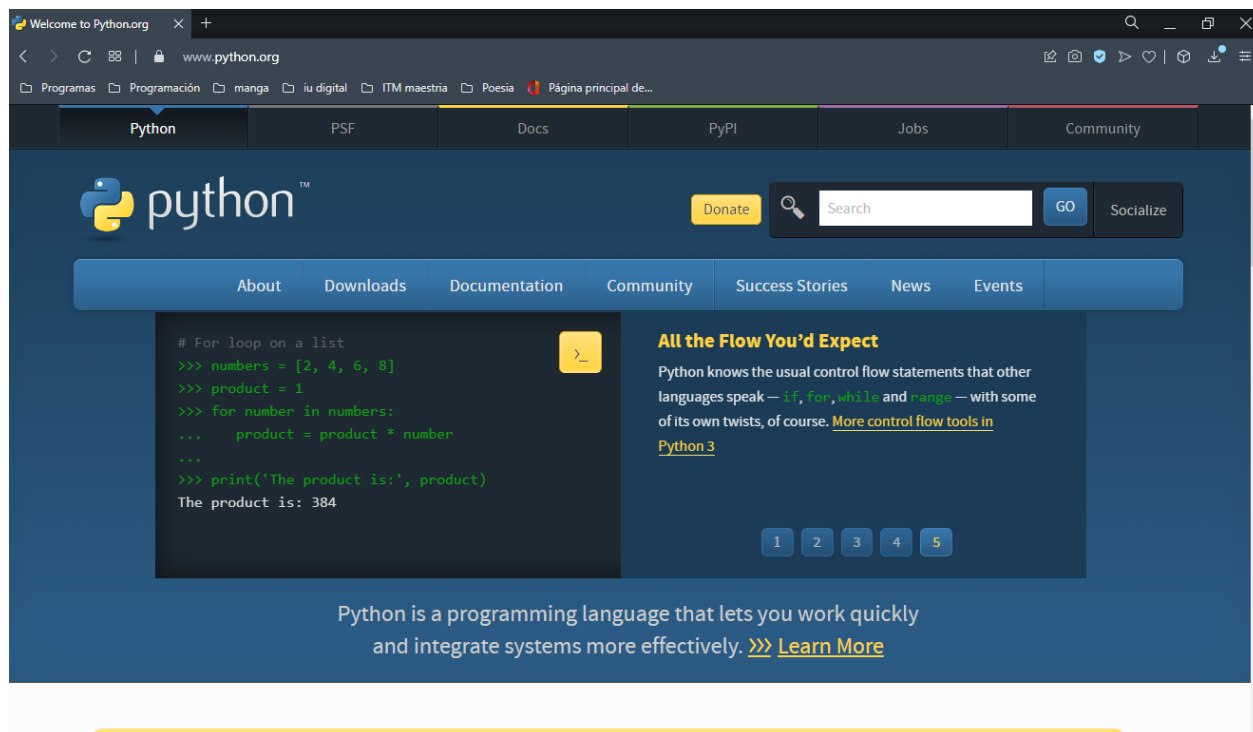 Welcome to Python.org
www.python.org
Programas Programación manga iu digital ITM maestria Poesia Página principal de...
Python PSF Docs PyPI Jobs Community
python™
Donate Search GO Socialize
About Downloads Documentation Community Success Stories News Events
# For loop on a list
>>> numbers = [2, 4, 6, 8]
>>> product = 1
>>> for number in numbers:
...    product = product * number
...
>>> print('The product is:', product)
The product is: 384
>_
All the Flow You’d Expect
Python knows the usual control flow statements that other
languages speak — if, for, while and range — with some
of its own twists, of course. More control flow tools in
Python 3
1 2 3 4 5
Python is a programming language that lets you work quickly
and integrate systems more effectively. >>> Learn More